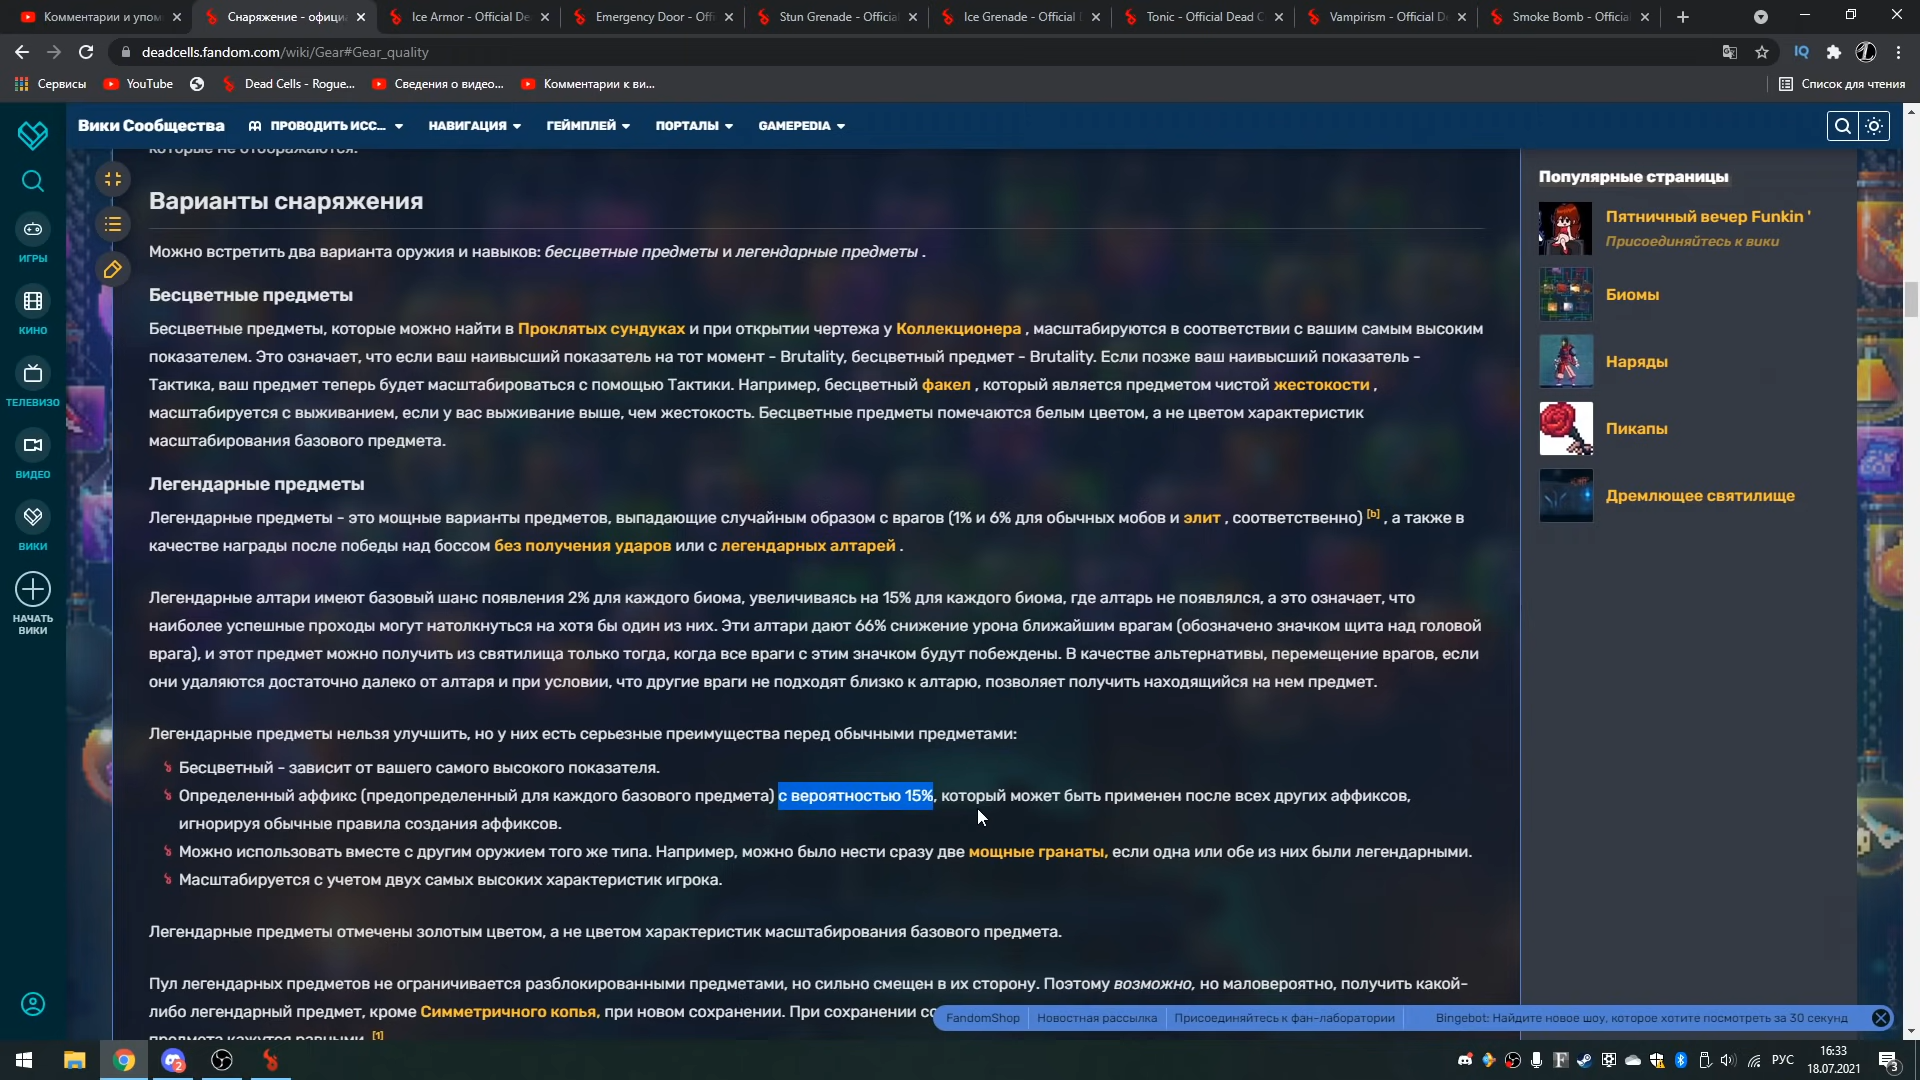 Комментарии и упом
Снаряжение - официа
Ice Armor - Official De
Emergency Door - Offi
Stun Grenade - Official
Ice Grenade - Official
Tonic - Official Dead C
Vampirism - Official De
Smoke Bomb - Official
deadcells.fandom.com/wiki/Gear#Gear_quality
Сервисы
YouTube
Dead Cells - Rogue...
Сведения о видео...
Комментарии к ви...
Список для чтения
Вики Сообщества
ПРОВОДИТЬ ИСС...
НАВИГАЦИЯ
ГЕЙМПЛЕЙ
ПОРТАЛЫ
GAMEPEDIA
которые не отображаются.
Варианты снаряжения
Можно встретить два варианта оружия и навыков: бесцветные предметы и легендарные предметы .
Бесцветные предметы
Бесцветные предметы, которые можно найти в Проклятых сундуках и при открытии чертежа у Коллекционера , масштабируются в соответствии с вашим самым высоким
показателем. Это означает, что если ваш наивысший показатель на тот момент - Brutality, бесцветный предмет - Brutality. Если позже ваш наивысший показатель -
Тактика, ваш предмет теперь будет масштабироваться с помощью Тактики. Например, бесцветный факел , который является предметом чистой жестокости ,
масштабируется с выживанием, если у вас выживание выше, чем жестокость. Бесцветные предметы помечаются белым цветом, а не цветом характеристик
масштабирования базового предмета.
Легендарные предметы
Легендарные предметы - это мощные варианты предметов, выпадающие случайным образом с врагов (1% и 6% для обычных мобов и элит , соответственно) [b] , а также в
качестве награды после победы над боссом без получения ударов или с легендарных алтарей .
Легендарные алтари имеют базовый шанс появления 2% для каждого биома, увеличиваясь на 15% для каждого биома, где алтарь не появлялся, а это означает, что
наиболее успешные проходы могут натолкнуться на хотя бы один из них. Эти алтари дают 66% снижение урона ближайшим врагам (обозначено значком щита над головой
врага), и этот предмет можно получить из святилища только тогда, когда все враги с этим значком будут побеждены. В качестве альтернативы, перемещение врагов, если
они удаляются достаточно далеко от алтаря и при условии, что другие враги не подходят близко к алтарю, позволяет получить находящийся на нем предмет.
Легендарные предметы нельзя улучшить, но у них есть серьезные преимущества перед обычными предметами:
Бесцветный - зависит от вашего самого высокого показателя.
Определенный аффикс (предопределенный для каждого базового предмета) с вероятностью 15%, который может быть применен после всех других аффиксов,
игнорируя обычные правила создания аффиксов.
Можно использовать вместе с другим оружием того же типа. Например, можно было нести сразу две мощные гранаты, если одна или обе из них были легендарными.
Масштабируется с учетом двух самых высоких характеристик игрока.
Легендарные предметы отмечены золотым цветом, а не цветом характеристик масштабирования базового предмета.
Пул легендарных предметов не ограничивается разблокированными предметами, но сильно смещен в их сторону. Поэтому возможно, но маловероятно, получить какой-
либо легендарный предмет, кроме Симметричного копья, при новом сохранении. При сохранении со
предмета кажутся равными. [1]
Популярные страницы
Пятничный вечер Funkin '
Присоединяйтесь к вики
Биомы
Наряды
Пикапы
Дремлющее святилище
ИГРЫ
КИНО
ТЕЛЕВИЗО
ВИДЕО
ВИКИ
НАЧАТЬ
ВИКИ
FandomShop
Новостная рассылка
Присоединяйтесь к фан-лаборатории
Bingebot: Найдите новое шоу, которое хотите посмотреть за 30 секунд
2
РУС
16:33
18.07.2021
3